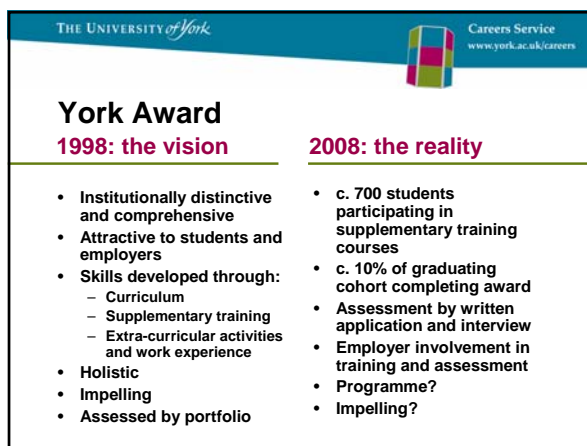 THE UNIVERSITY of York
Careers Service
www.york.ac.uk/careers
York Award
1998: the vision
• Institutionally distinctive
and comprehensive
• Attractive to students and
employers
• Skills developed through:
– Curriculum
– Supplementary training
– Extra-curricular activities
and work experience
• Holistic
• Impelling
• Assessed by portfolio
2008: the reality
• c. 700 students
participating in
supplementary training
courses
• c. 10% of graduating
cohort completing award
• Assessment by written
application and interview
• Employer involvement in
training and assessment
• Programme?
• Impelling?